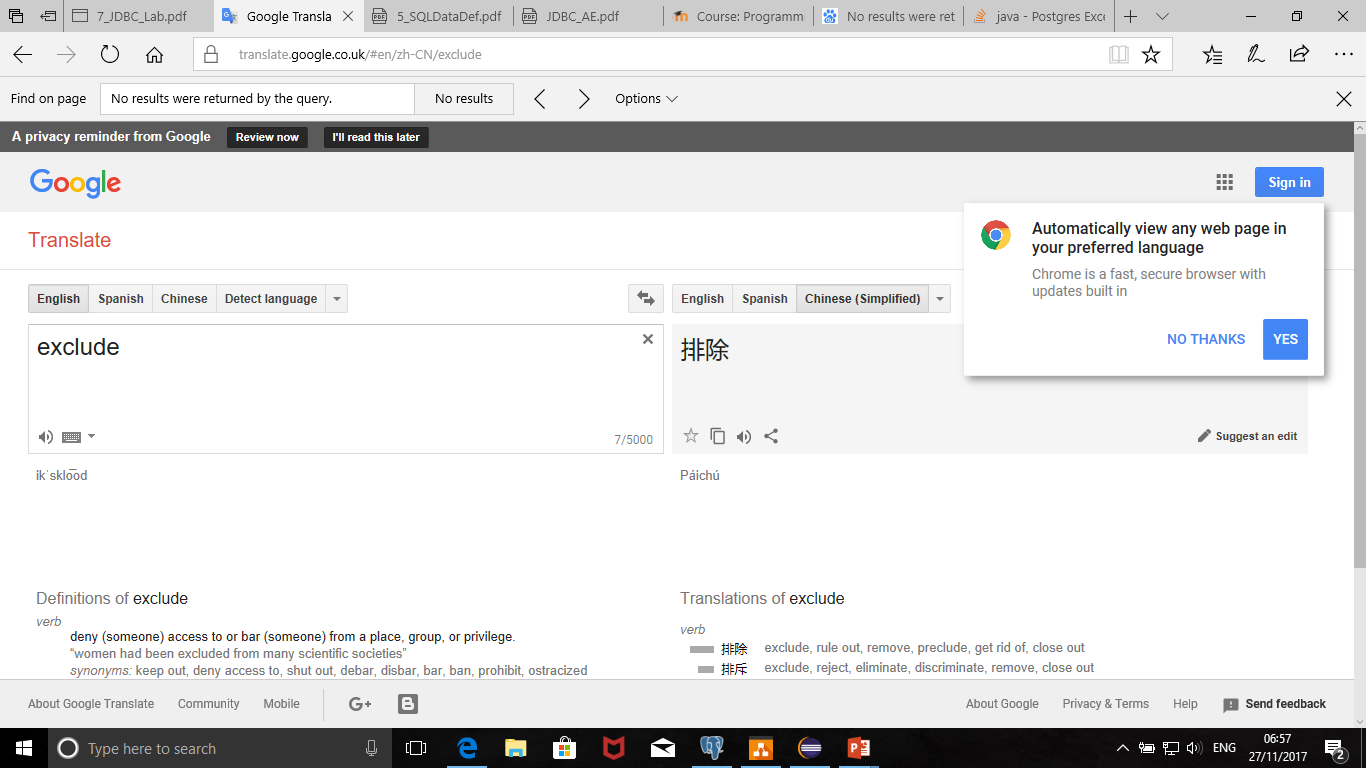 7_JDBC_Lab.pdf
Google Transla
5_SQLDataDef.pdf
JDBC_AE.pdf
Course: Programm
No results were ret
java - Postgres Exce
translate.google.co.uk/#en/zh-CN/exclude
Find on page
No results were returned by the query.
No results
Options
A privacy reminder from Google
Review now
I'll read this later
Google
Sign in
Translate
Automatically view any web page in
your preferred language
Chrome is a fast, secure browser with
updates built in
NO THANKS
YES
English
Spanish
Chinese
Detect language
English
Spanish
Chinese (Simplified)
exclude
排除
7/5000
Suggest an edit
ikˈsklo͞od
Páichú
Definitions of exclude
verb
deny (someone) access to or bar (someone) from a place, group, or privilege.
“women had been excluded from many scientific societies”
synonyms: keep out, deny access to, shut out, debar, disbar, bar, ban, prohibit, ostracized
Translations of exclude
verb
排除 exclude, rule out, remove, preclude, get rid of, close out
排斥 exclude, reject, eliminate, discriminate, remove, close out
About Google Translate
Community
Mobile
G+
About Google
Privacy & Terms
Help
Send feedback
Type here to search
ENG
06:57
27/11/2017
2